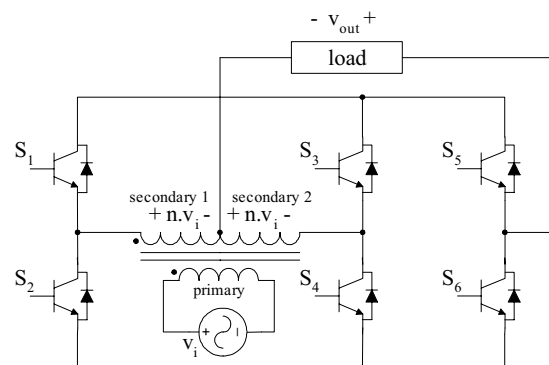 - v_out +
load
S_1
S_3
S_5
secondary 1 secondary 2
+ n.v_i - + n.v_i -
S_2
primary
S_4
S_6
+ -
v_i